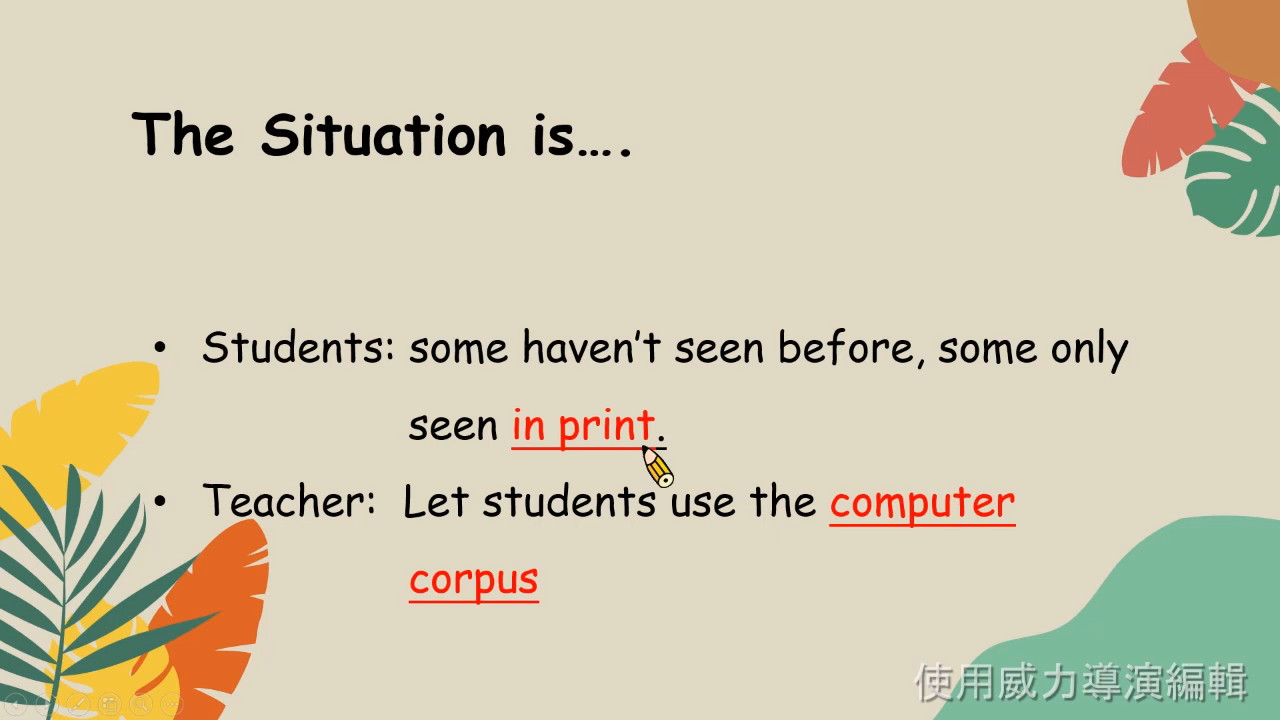 The Situation is….
• Students: some haven’t seen before, some only
seen in print.
• Teacher: Let students use the computer
corpus
使用威力導演編輯